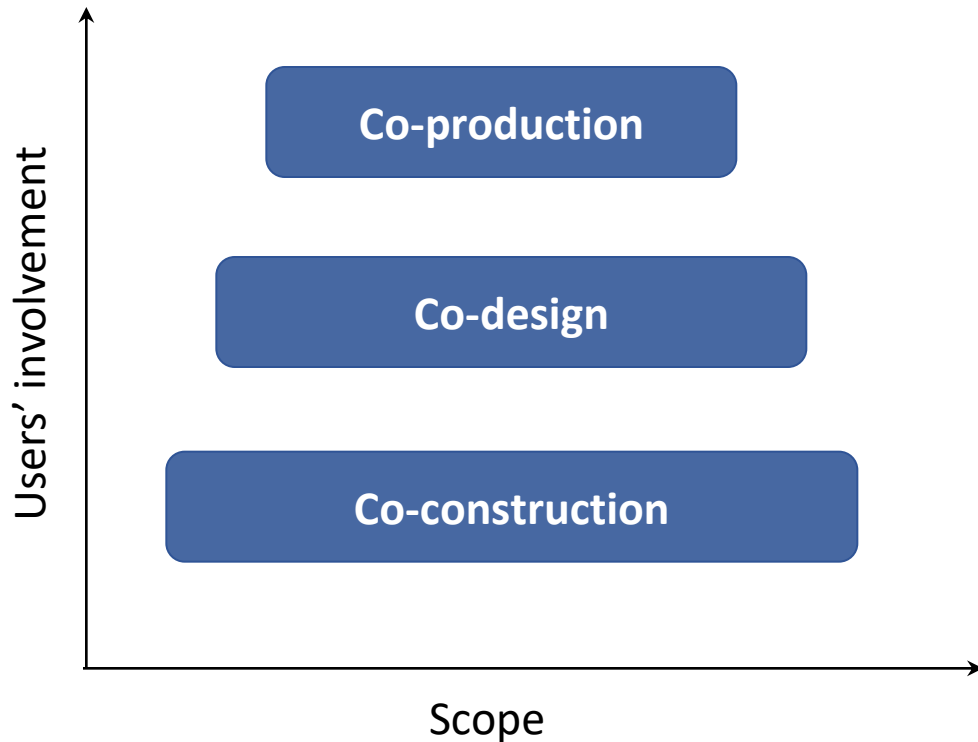 Users’ involvement
Co-production
Co-design
Co-construction
Scope